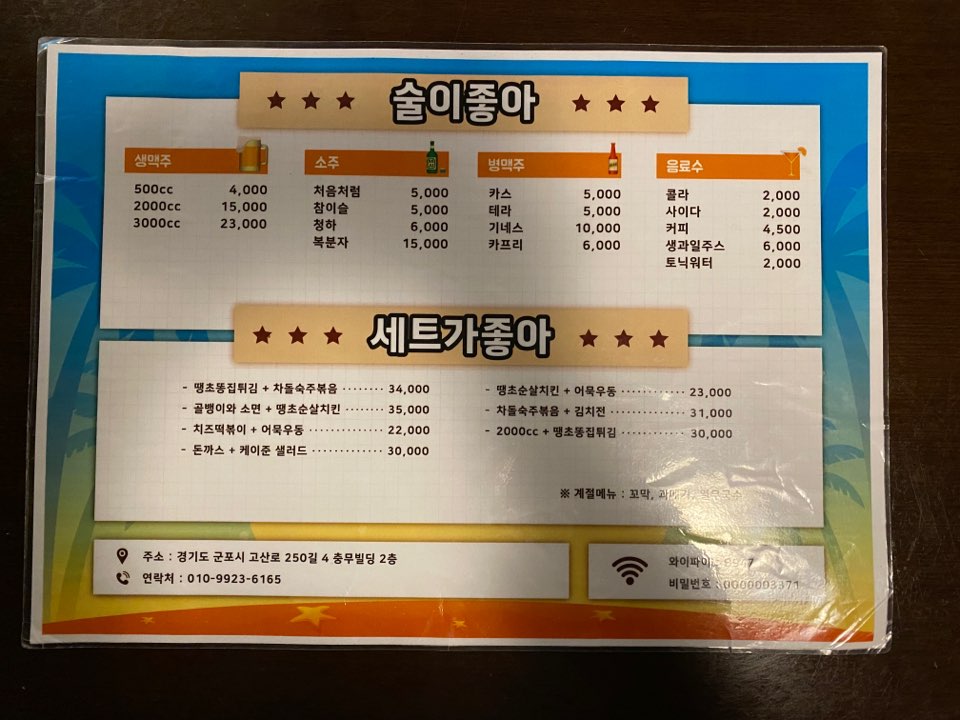 술이좋아
생맥주
500cc 4,000
2000cc 15,000
3000cc 23,000
소주
처음처럼 5,000
참이슬 5,000
청하 6,000
복분자 15,000
병맥주
카스 5,000
테라 5,000
기네스 10,000
카프리 6,000
음료수
콜라 2,000
사이다 2,000
커피 4,500
생과일주스 6,000
토닉워터 2,000
세트가좋아
- 땡초똥집튀김 + 차돌숙주볶음 ········ 34,000
- 골뱅이와 소면 + 땡초순살치킨 ······· 35,000
- 치즈떡볶이 + 어묵우동 ············ 22,000
- 돈까스 + 케이준 샐러드 ············ 30,000
- 땡초순살치킨 + 어묵우동 ············ 23,000
- 차돌숙주볶음 + 김치전 ············· 31,000
- 2000cc + 땡초똥집튀김 ··········· 30,000
※ 계절메뉴 : 꼬막, 과메기,
주소 : 경기도 군포시 고산로 250길 4 충무빌딩 2층
연락처 : 010-9923-6165
와이파이 :
비밀번호 : 0000003371